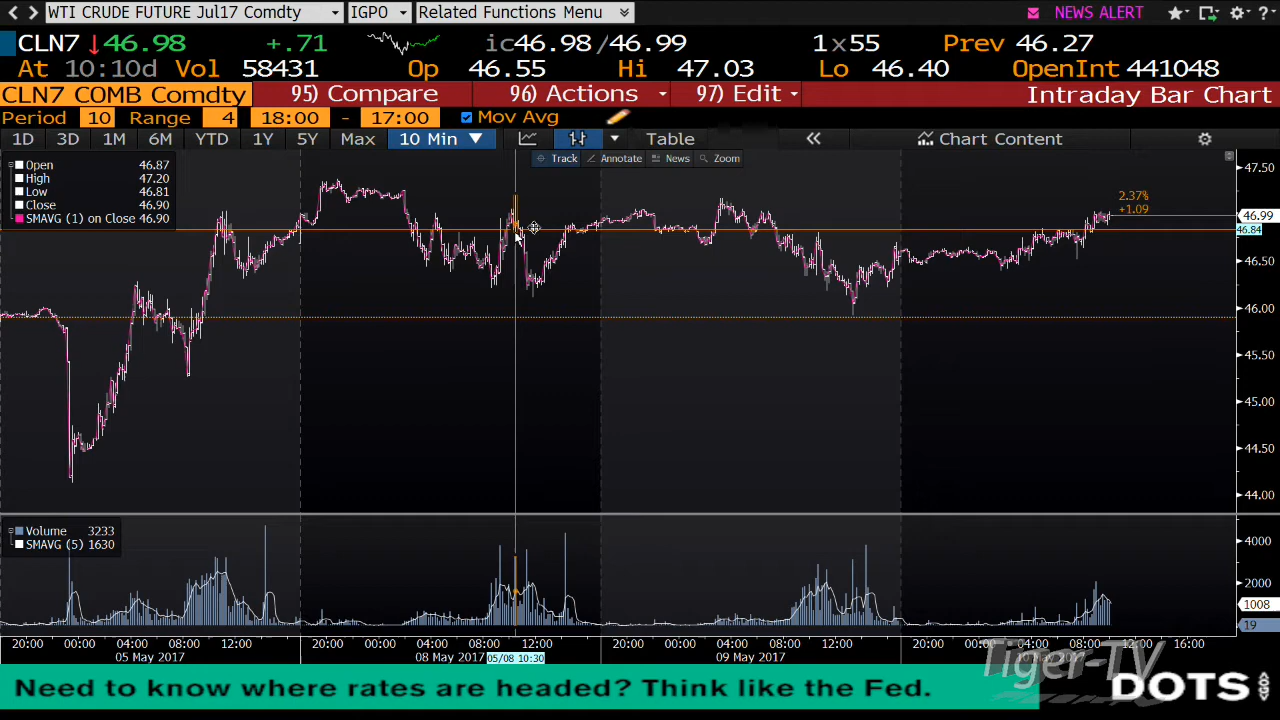 WTI CRUDE FUTURE Jul17 Comdty IGPO Related Functions Menu NEWS ALERT ?
CLN7 ↓46.98 +.71 ic46.98/46.99 1x55 Prev 46.27
At 10:10d Vol 58431 Op 46.55 Hi 47.03 Lo 46.40 OpenInt 441048
CLN7 COMB Comdty 95) Compare 96) Actions 97) Edit Intraday Bar Chart
Period 10 Range 4 18:00 - 17:00 Mov Avg
1D 3D 1M 6M YTD 1Y 5Y Max 10 Min ▼ Table « Chart Content
Track Annotate News Zoom
Open 46.87
High 47.20
Low 46.81
Close 46.90
SMAVG (1) on Close 46.90
2.37%
+1.09
47.50
46.99
46.84
46.50
46.00
45.50
45.00
44.50
44.00
Volume 3233
SMAVG (5) 1630
4000
2000
1008
19
20:00 00:00 04:00 08:00 12:00 20:00 00:00 04:00 08:00 12:00 20:00 00:00 04:00 08:00 12:00 20:00 00:00 04:00 08:00 12:00 16:00
05 May 2017 08 May 2017 05/08 10:30 09 May 2017 10 May 2017
Tiger-TV
Need to know where rates are headed? Think like the Fed. DOTS